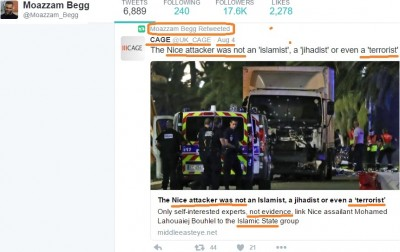 Moazzam Begg
@Moazzam_Begg
TWEETS FOLLOWING FOLLOWERS LIKES
6,889 240 17.6K 2,278
Moazzam Begg Retweeted
CAGE @UK_CAGE Aug 4
The Nice attacker was not an 'Islamist', a 'jihadist' or even a 'terrorist'
The Nice attacker was not an Islamist, a jihadist or even a 'terrorist'
Only self-interested experts, not evidence, link Nice assailant Mohamed
Lahouaiej Bouhlel to the Islamic State group
middleeasteye.net